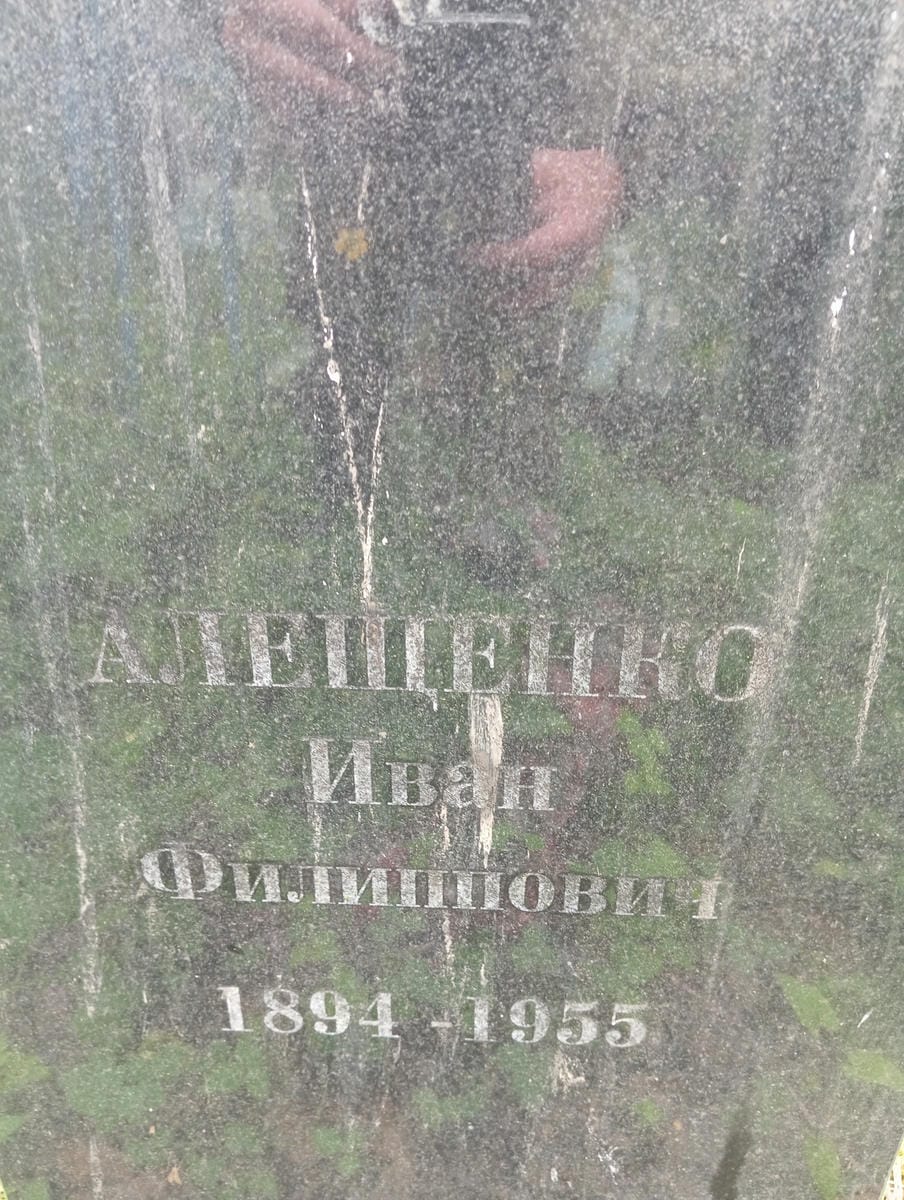 АЛЕЩЕНКО
Иван
Филиппович
1894-1955